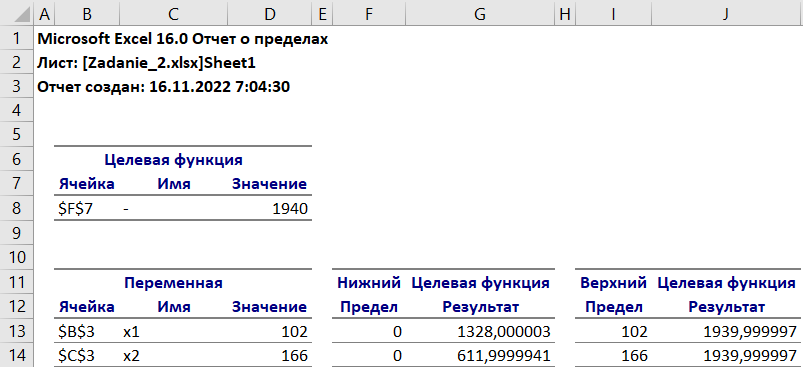 A B C D E F G H I J
1 Microsoft Excel 16.0 Отчет о пределах
2 Лист: [Zadanie_2.xlsx]Sheet1
3 Отчет создан: 16.11.2022 7:04:30
4
5
6 Целевая функция
7 Ячейка Имя Значение
8 $F$7 - 1940
9
10
11 Переменная Нижний Целевая функция Верхний Целевая функция
12 Ячейка Имя Значение Предел Результат Предел Результат
13 $B$3 x1 102 0 1328,000003 102 1939,999997
14 $C$3 x2 166 0 611,9999941 166 1939,999997